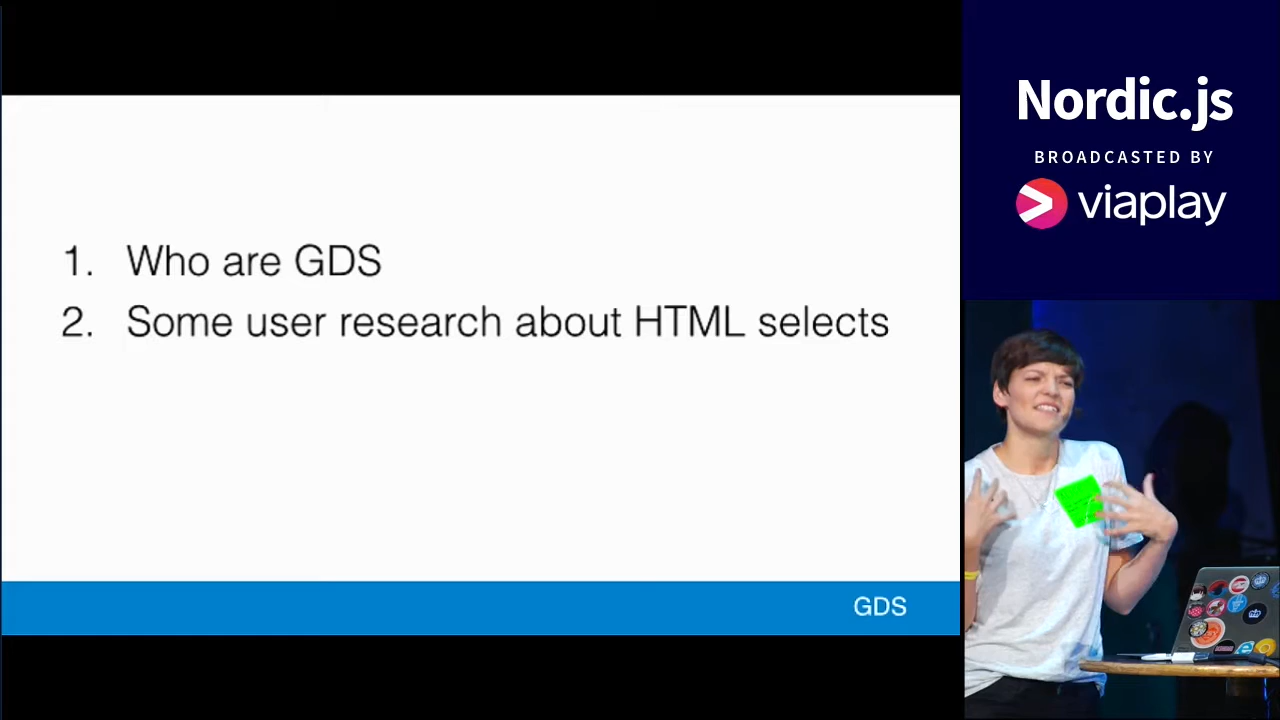 1. Who are GDS
2. Some user research about HTML selects
GDS
Nordic.js
BROADCASTED BY
viaplay